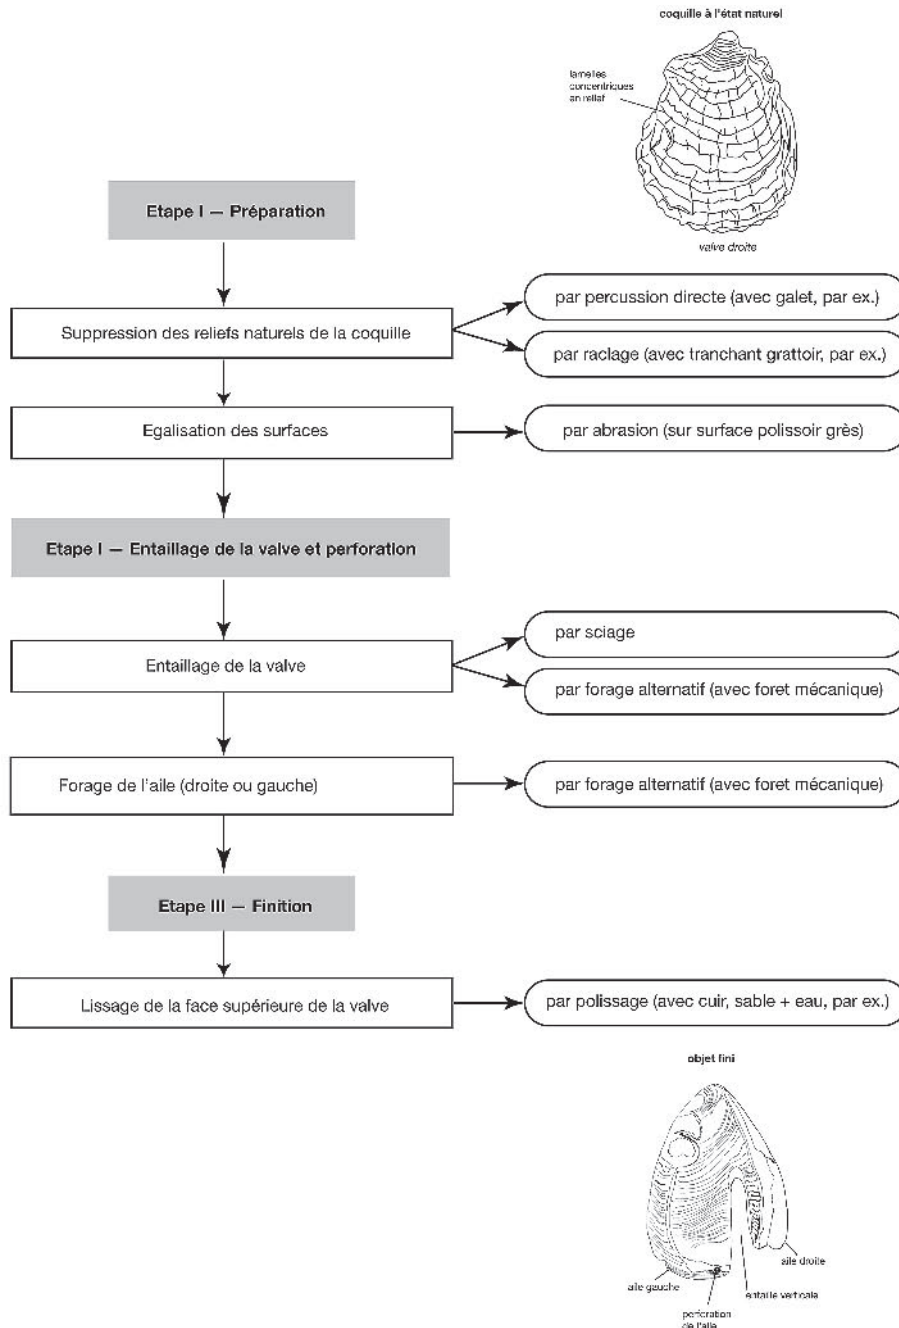 coquille à l'état naturel
lamelles
concentriques
en relief
valve droite
Etape I — Préparation
Suppression des reliefs naturels de la coquille
par percussion directe (avec galet, par ex.)
par raclage (avec tranchant grattoir, par ex.)
Egalisation des surfaces
par abrasion (sur surface polissoir grès)
Etape I — Entaillage de la valve et perforation
Entaillage de la valve
par sciage
par forage alternatif (avec foret mécanique)
Forage de l'aile (droite ou gauche)
par forage alternatif (avec foret mécanique)
Etape III — Finition
Lissage de la face supérieure de la valve
par polissage (avec cuir, sable + eau, par ex.)
objet fini
aile droite
aile gauche
entaille verticale
perforation
de l'aile